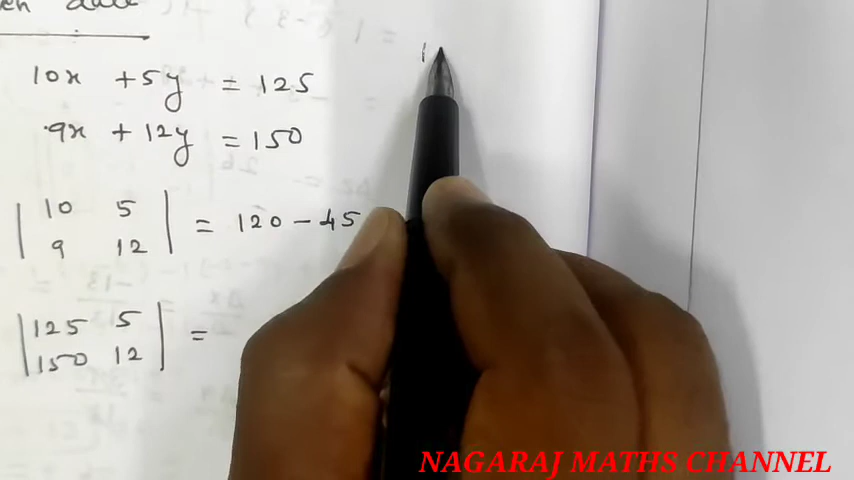 10x + 5y = 125
9x + 12y = 150
| 10 5 | = 120 - 45
| 9 12 |
| 125 5 | =
| 150 12 |
NAGARAJ MATHS CHANNEL